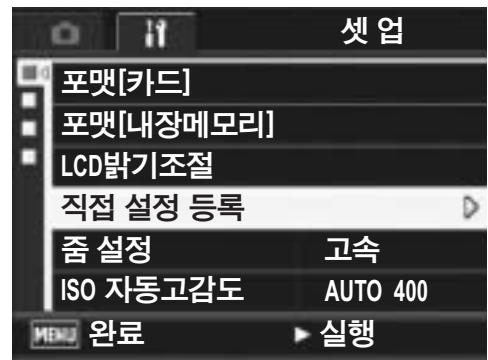 셋 업
포맷[카드]
포맷[내장메모리]
LCD밝기조절
직접 설정 등록
줌 설정 고속
ISO 자동고감도 AUTO 400
MENU 완료 ▶ 실행